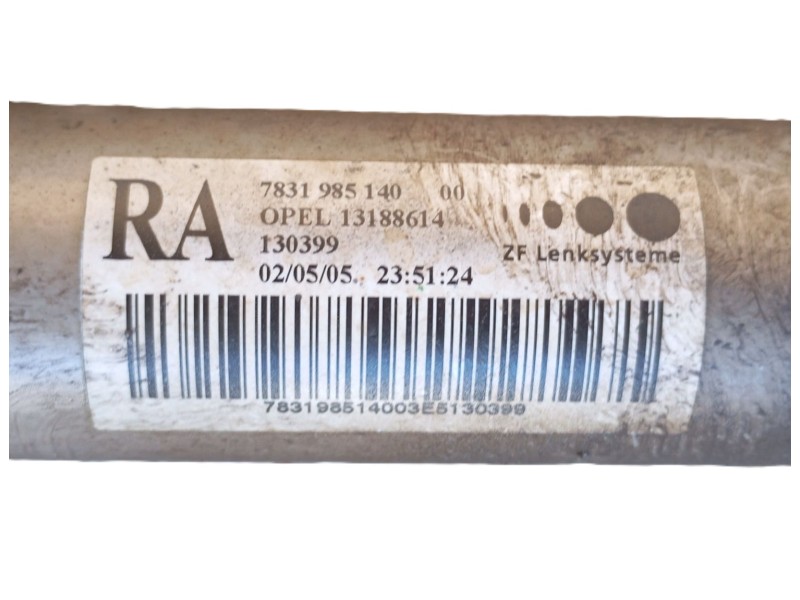 RA
7831 985 140 00
OPEL 13188614
130399
02/05/05. 23:51:24
ZF Lenksysteme
783198514003E5130399